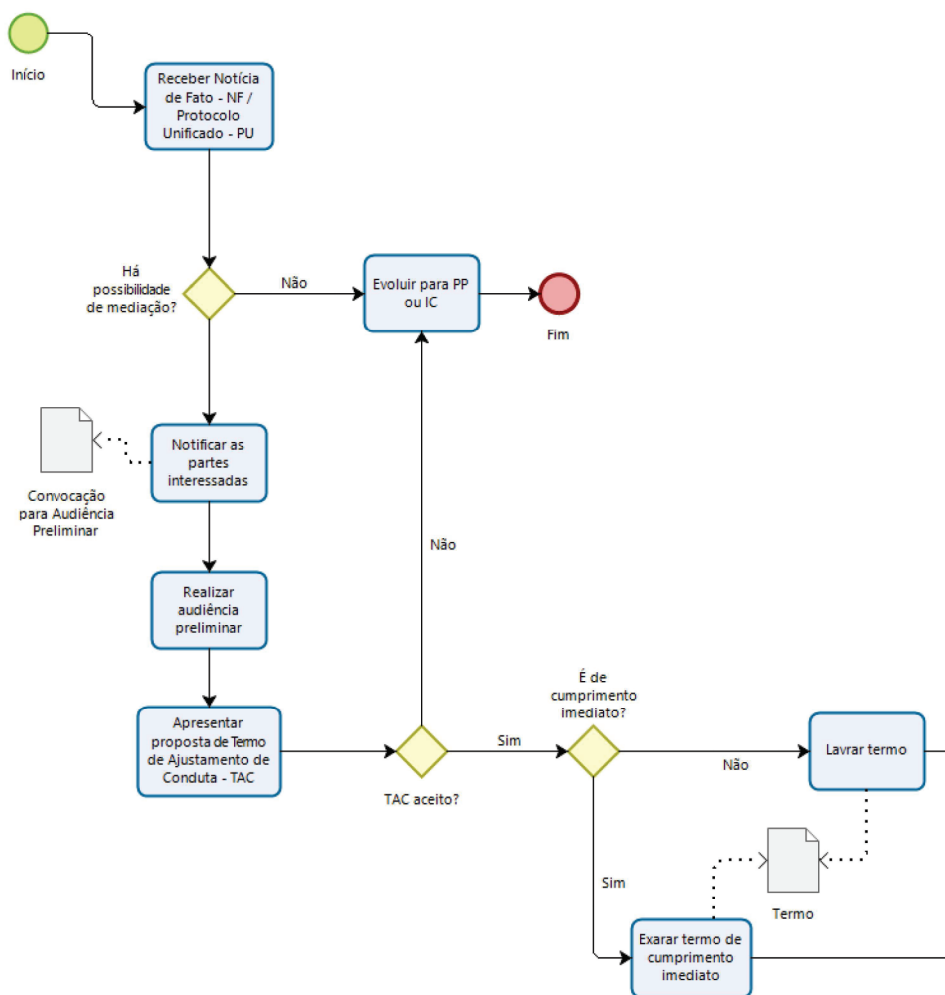 Início
Receber Notícia
de Fato - NF /
Protocolo
Unificado - PU
Há
possibilidade
de mediação?
Não
Evoluir para PP
ou IC
Fim
Notificar as
partes
interessadas
Convocação
para Audiência
Preliminar
Realizar
audiência
preliminar
Não
Apresentar
proposta de Termo
de Ajustamento de
Conduta - TAC
TAC aceito?
Sim
É de
cumprimento
imediato?
Não
Lavrar termo
Sim
Termo
Exarar termo de
cumprimento
imediato